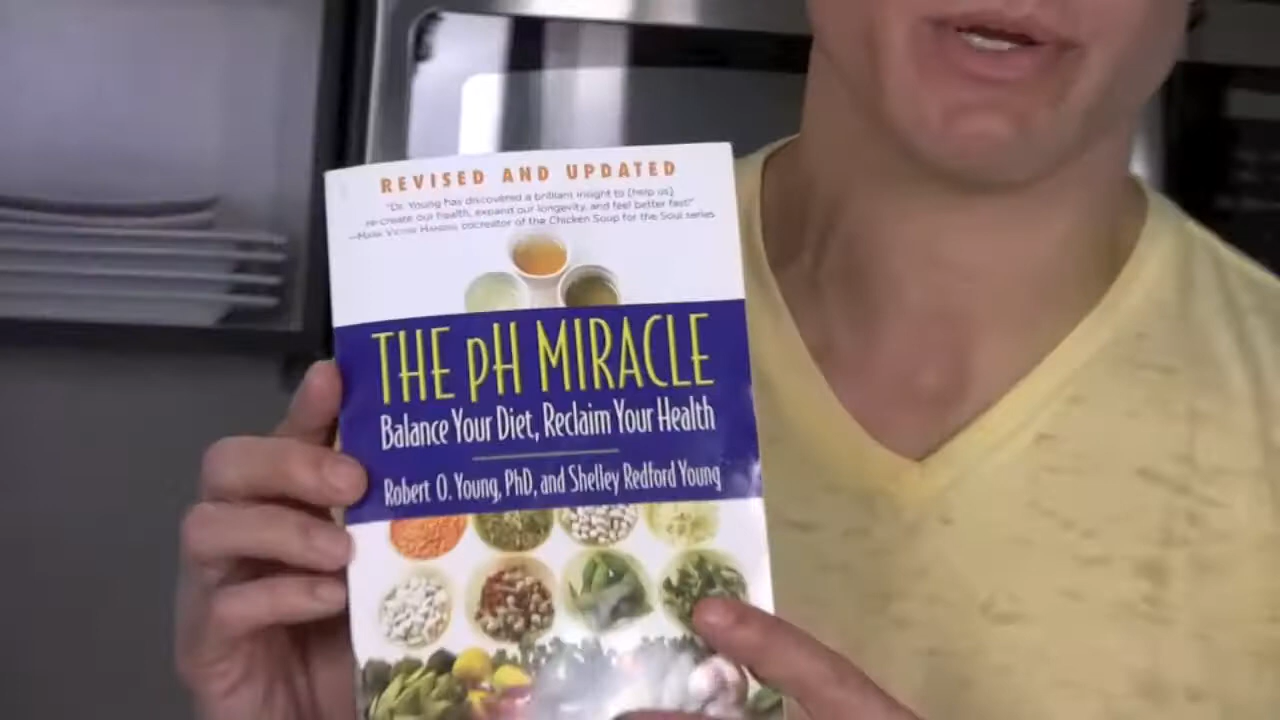 REVISED AND UPDATED
"Dr. Young has discovered a brilliant insight to (help us)
re-create our health, expand our longevity, and feel better fast!"
—Mark Victor Hansen, cocreator of the Chicken Soup for the Soul series
THE pH MIRACLE
Balance Your Diet, Reclaim Your Health
Robert O. Young, PhD, and Shelley Redford Young